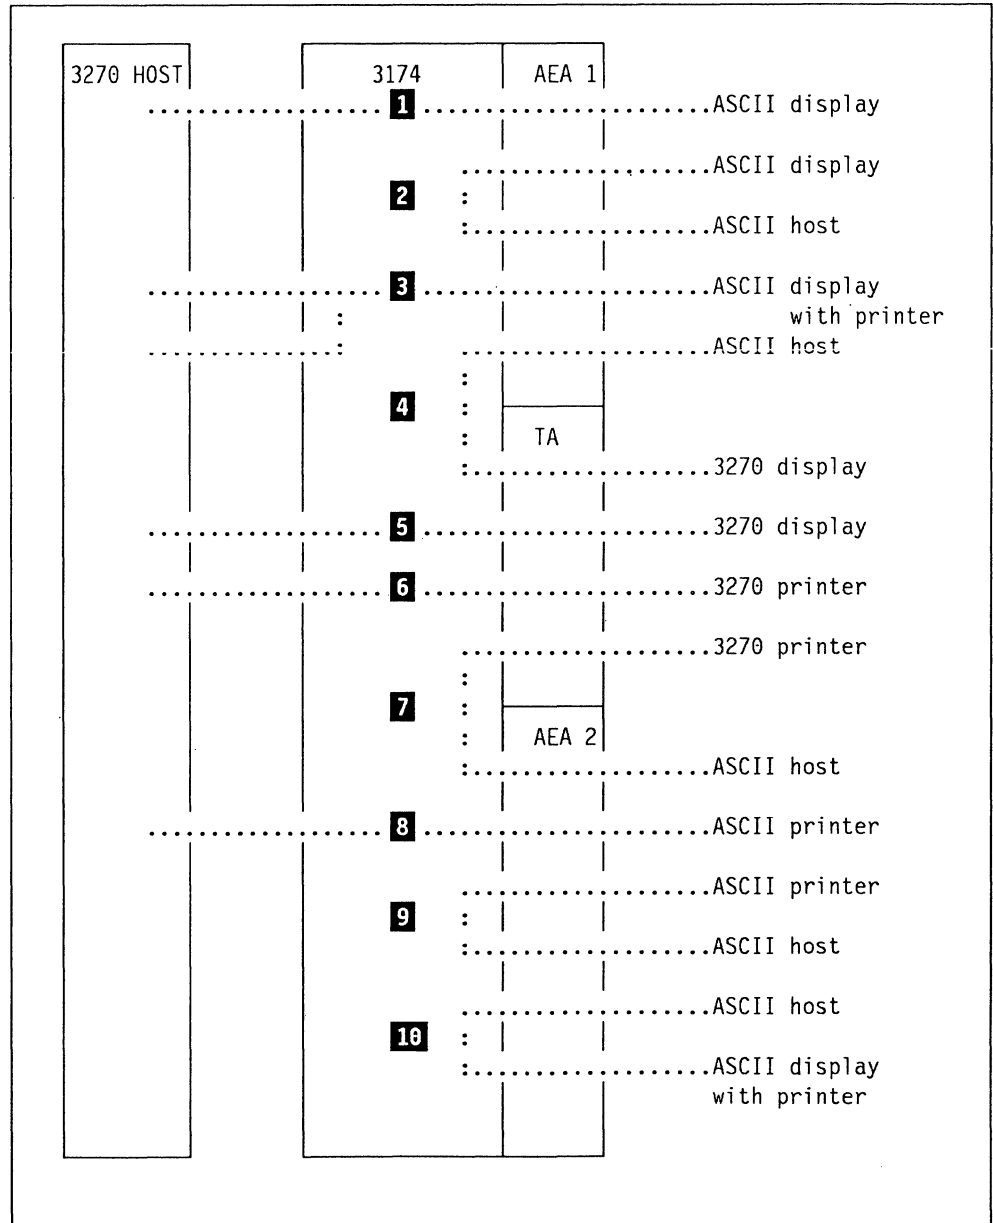 3270 HOST 3174 AEA 1
1 ASCII display
ASCII display
2
ASCII host
3 ASCII display
with printer
ASCII host
4
TA
3270 display
5 3270 display
6 3270 printer
3270 printer
7
AEA 2
ASCII host
8 ASCII printer
ASCII printer
9
ASCII host
ASCII host
10
ASCII display
with printer